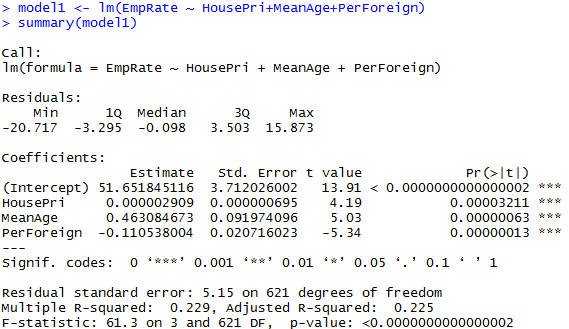 > model1 <- lm(EmpRate ~ HousePri+MeanAge+PerForeign)
> summary(model1)
Call:
lm(formula = EmpRate ~ HousePri + MeanAge + PerForeign)
Residuals:
    Min      1Q  Median      3Q     Max
-20.717  -3.295  -0.098   3.503  15.873
Coefficients:
                Estimate   Std. Error t value             Pr(>|t|)
(Intercept) 51.651845116  3.712026002   13.91 < 0.0000000000000002 ***
HousePri     0.000002909  0.000000695    4.19           0.00003211 ***
MeanAge      0.463084673  0.091974096    5.03           0.00000063 ***
PerForeign  -0.110538004  0.020716023   -5.34           0.00000013 ***
---
Signif. codes:  0 ‘***’ 0.001 ‘**’ 0.01 ‘*’ 0.05 ‘.’ 0.1 ‘ ’ 1
Residual standard error: 5.15 on 621 degrees of freedom
Multiple R-squared:  0.229, Adjusted R-squared:  0.225
F-statistic: 61.3 on 3 and 621 DF,  p-value: <0.0000000000000002